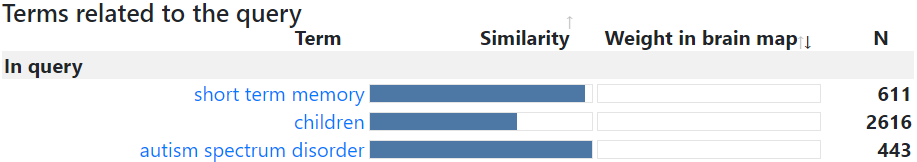 Terms related to the query
Term Similarity ↑ Weight in brain map ↑↓ N
In query
short term memory 611
children 2616
autism spectrum disorder 443